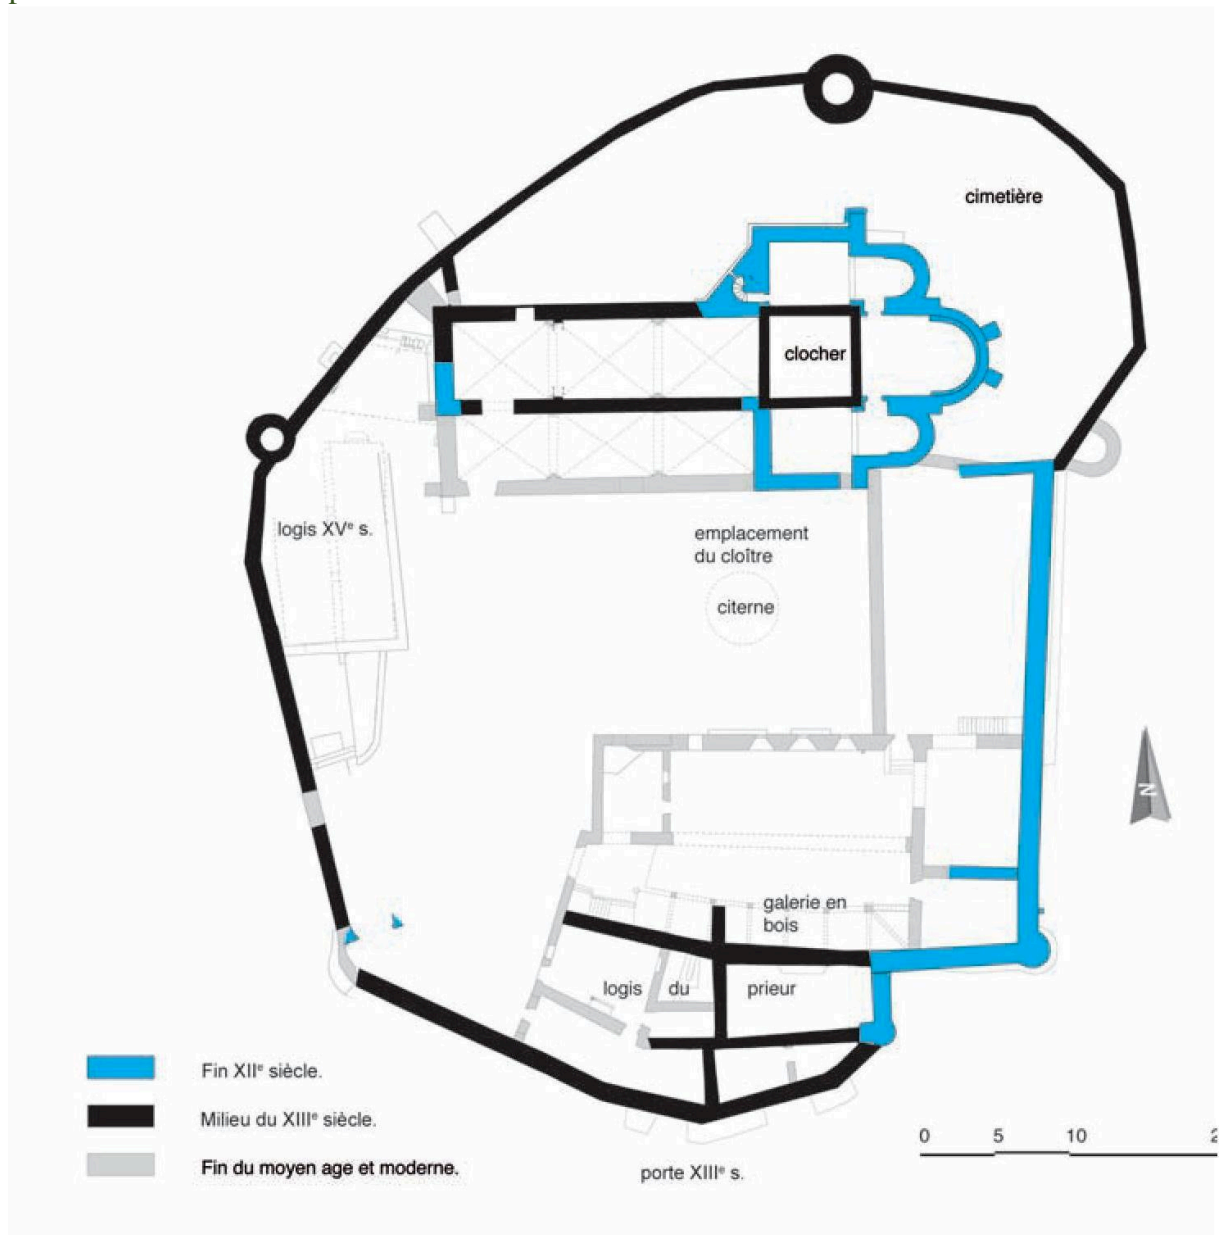 cimetière
clocher
logis XVᵉ s.
emplacement
du cloître
citerne
N
galerie en
bois
logis du prieur
Fin XIIᵉ siècle.
Milieu du XIIIᵉ siècle.
Fin du moyen age et moderne.
0 5 10 2
porte XIIIᵉ s.